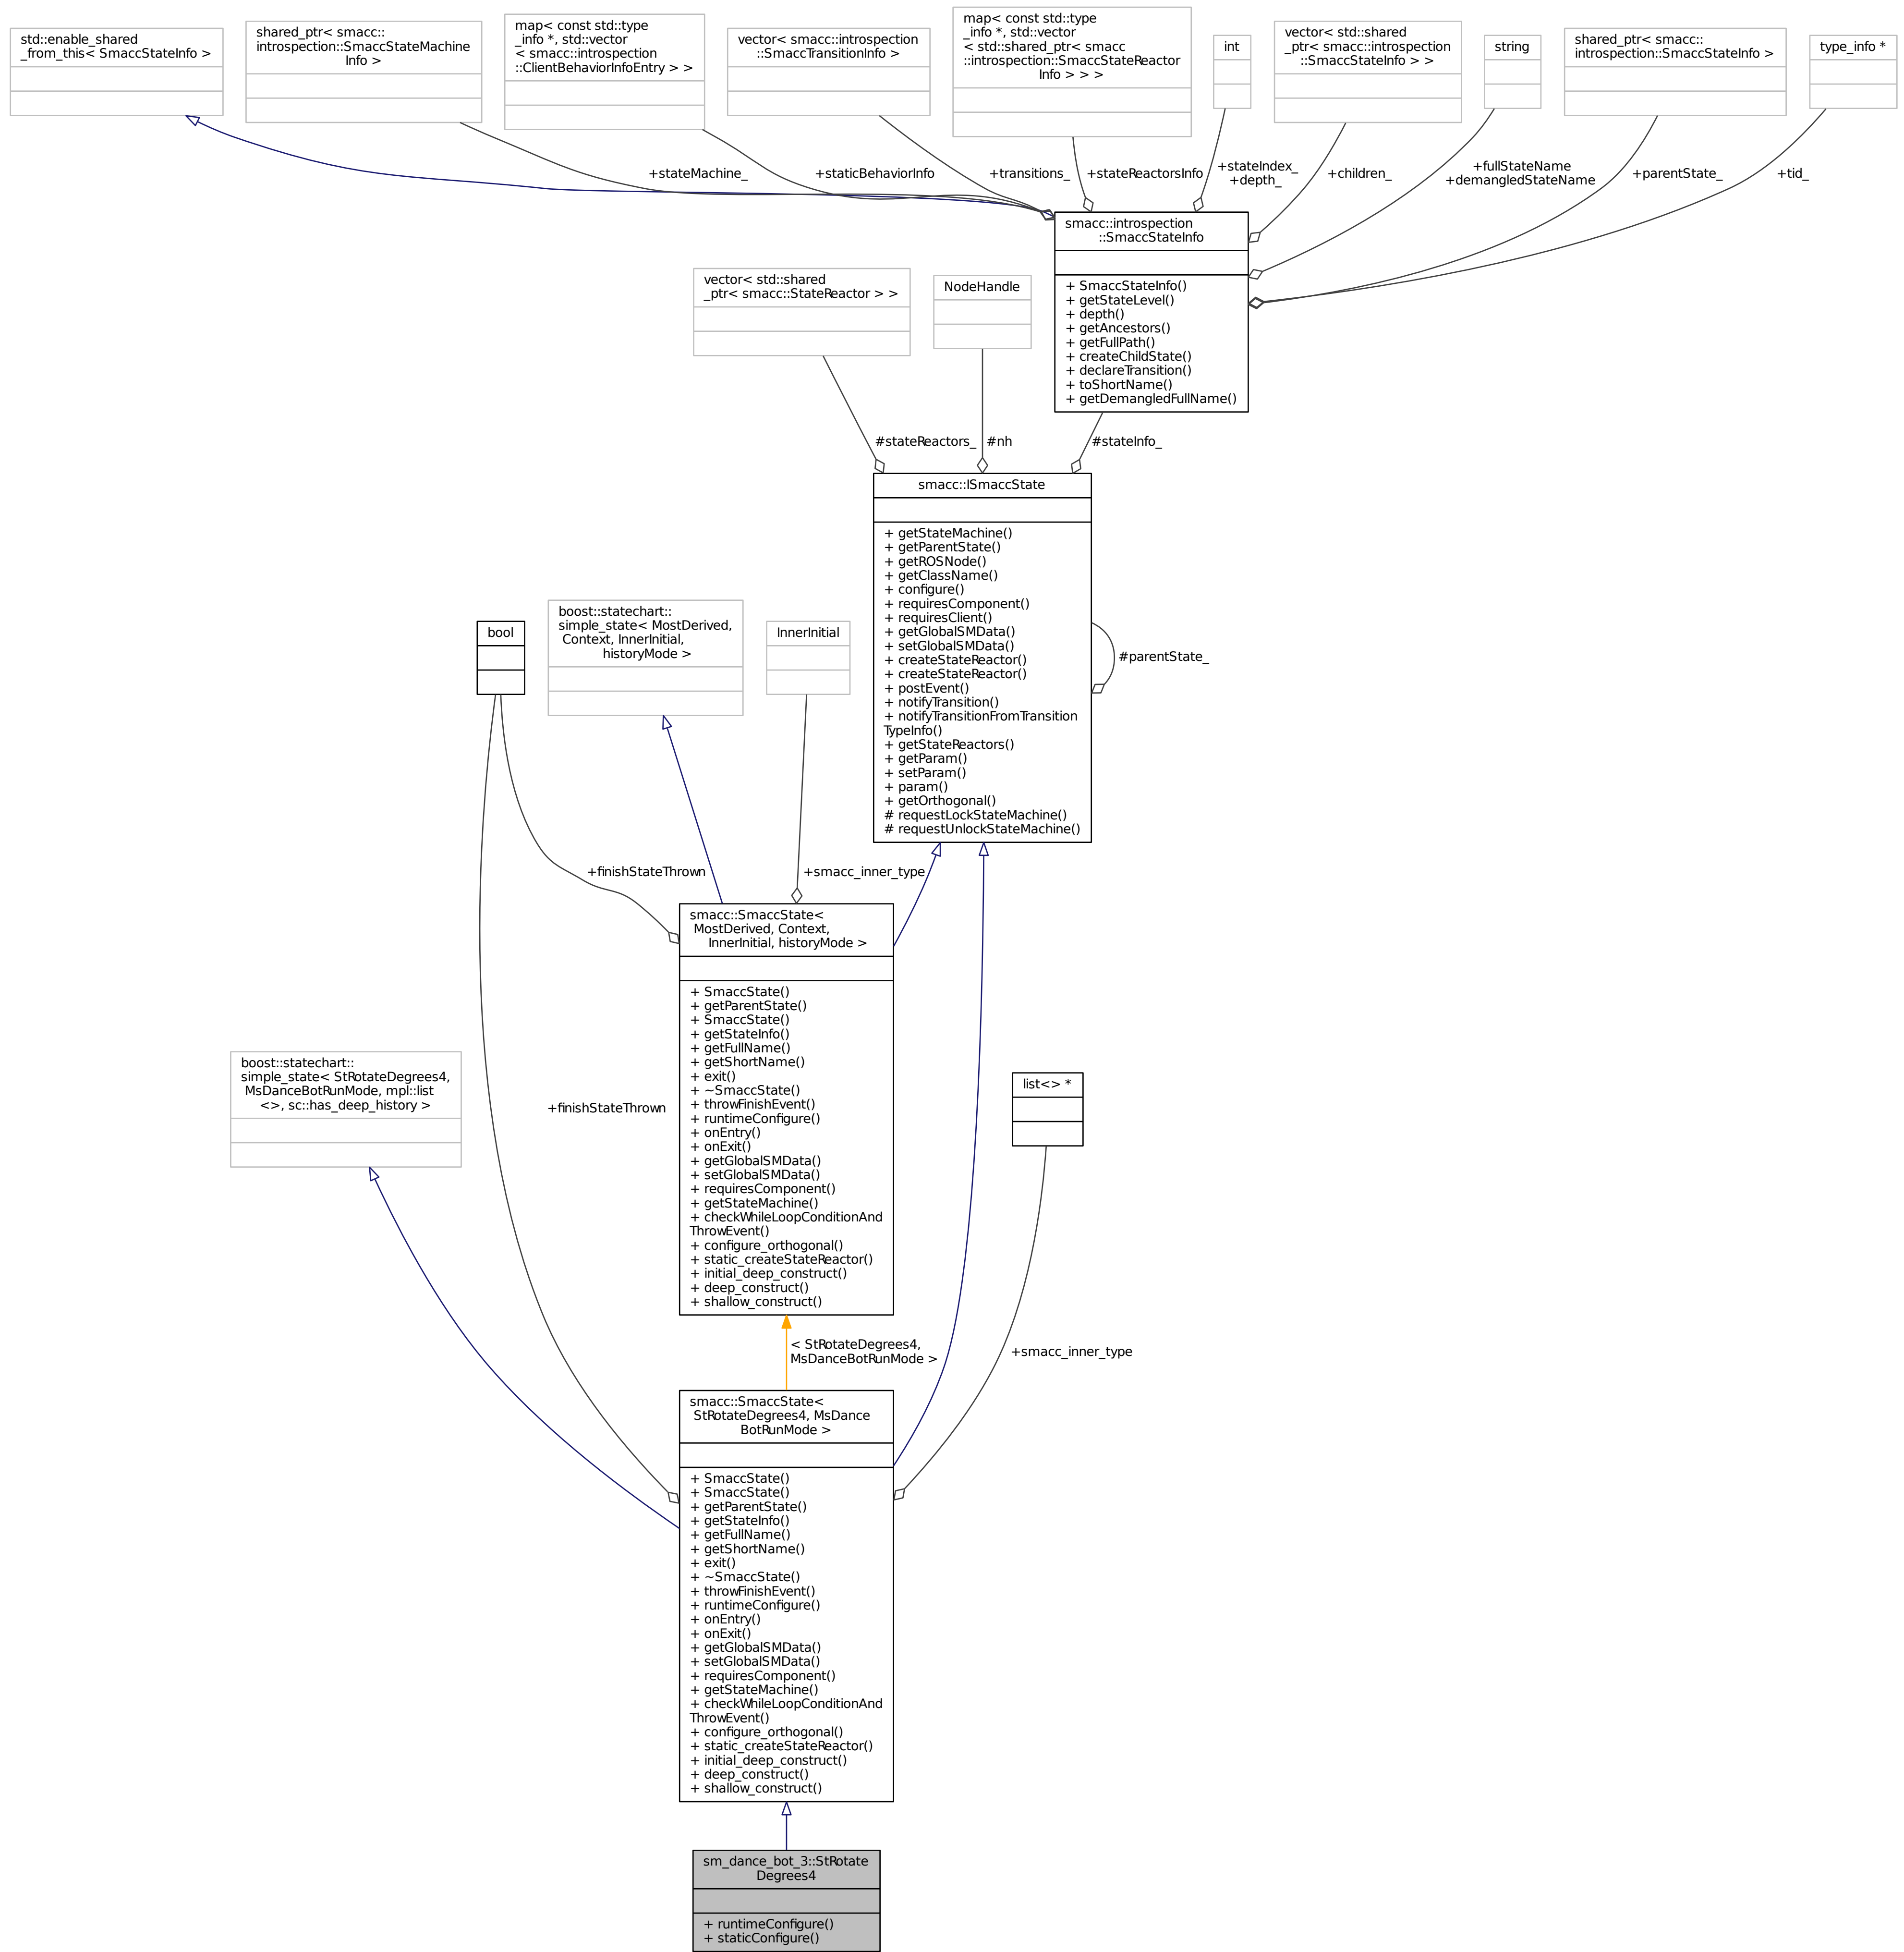 std::enable_shared
_from_this< SmaccStateInfo >
shared_ptr< smacc::
introspection::SmaccStateMachine
Info >
map< const std::type
_info *, std::vector
< smacc::introspection
::ClientBehaviorInfoEntry > >
vector< smacc::introspection
::SmaccTransitionInfo >
map< const std::type
_info *, std::vector
< std::shared_ptr< smacc
::introspection::SmaccStateReactor
Info > > >
int
vector< std::shared
_ptr< smacc::introspection
::SmaccStateInfo > >
string
shared_ptr< smacc::
introspection::SmaccStateInfo >
type_info *
+stateMachine_
+staticBehaviorInfo
+transitions_
+stateReactorsInfo
+stateIndex_
+depth_
+children_
+fullStateName
+demangledStateName
+parentState_
+tid_
smacc::introspection
::SmaccStateInfo
+ SmaccStateInfo()
+ getStateLevel()
+ depth()
+ getAncestors()
+ getFullPath()
+ createChildState()
+ declareTransition()
+ toShortName()
+ getDemangledFullName()
vector< std::shared
_ptr< smacc::StateReactor > >
NodeHandle
#stateReactors_
#nh
#stateInfo_
smacc::ISmaccState
+ getStateMachine()
+ getParentState()
+ getROSNode()
+ getClassName()
+ configure()
+ requiresComponent()
+ requiresClient()
+ getGlobalSMData()
+ setGlobalSMData()
+ createStateReactor()
+ createStateReactor()
+ postEvent()
+ notifyTransition()
+ notifyTransitionFromTransition
TypeInfo()
+ getStateReactors()
+ getParam()
+ setParam()
+ param()
+ getOrthogonal()
# requestLockStateMachine()
# requestUnlockStateMachine()
#parentState_
bool
boost::statechart::
simple_state< MostDerived,
Context, InnerInitial,
historyMode >
InnerInitial
+finishStateThrown
+smacc_inner_type
smacc::SmaccState<
MostDerived, Context,
InnerInitial, historyMode >
+ SmaccState()
+ getParentState()
+ SmaccState()
+ getStateInfo()
+ getFullName()
+ getShortName()
+ exit()
+ ~SmaccState()
+ throwFinishEvent()
+ runtimeConfigure()
+ onEntry()
+ onExit()
+ getGlobalSMData()
+ setGlobalSMData()
+ requiresComponent()
+ getStateMachine()
+ checkWhileLoopConditionAnd
ThrowEvent()
+ configure_orthogonal()
+ static_createStateReactor()
+ initial_deep_construct()
+ deep_construct()
+ shallow_construct()
boost::statechart::
simple_state< StRotateDegrees4,
MsDanceBotRunMode, mpl::list
<>, sc::has_deep_history >
+finishStateThrown
list<> *
< StRotateDegrees4,
MsDanceBotRunMode >
+smacc_inner_type
smacc::SmaccState<
StRotateDegrees4, MsDance
BotRunMode >
+ SmaccState()
+ SmaccState()
+ getParentState()
+ getStateInfo()
+ getFullName()
+ getShortName()
+ exit()
+ ~SmaccState()
+ throwFinishEvent()
+ runtimeConfigure()
+ onEntry()
+ onExit()
+ getGlobalSMData()
+ setGlobalSMData()
+ requiresComponent()
+ getStateMachine()
+ checkWhileLoopConditionAnd
ThrowEvent()
+ configure_orthogonal()
+ static_createStateReactor()
+ initial_deep_construct()
+ deep_construct()
+ shallow_construct()
sm_dance_bot_3::StRotate
Degrees4
+ runtimeConfigure()
+ staticConfigure()